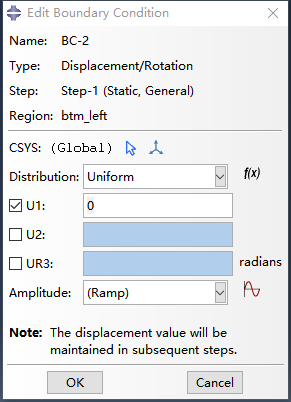 Edit Boundary Condition
Name: BC-2
Type: Displacement/Rotation
Step: Step-1 (Static, General)
Region: btm_left
CSYS: (Global)
Distribution: Uniform f(x)
U1: 0
U2:
UR3: radians
Amplitude: (Ramp)
Note: The displacement value will be
maintained in subsequent steps.
OK Cancel